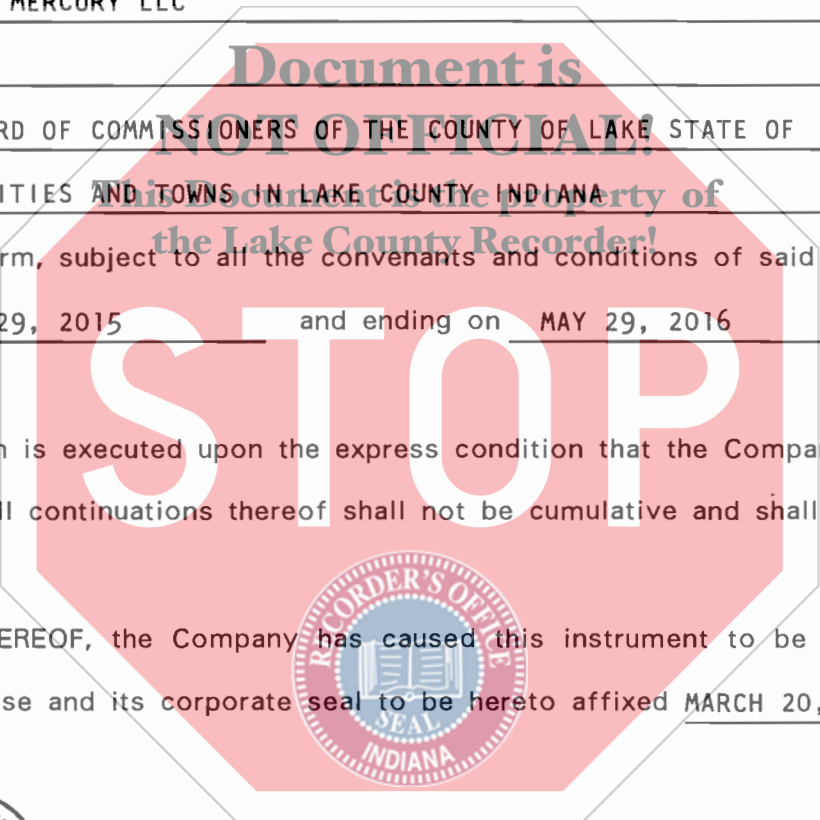 MERCURY LLC
Document is
RD OF COMMISSIONERS OF THE COUNTY OF LAKE STATE OF
NOT OFFICIAL!
ITIES AND TOWNS IN LAKE COUNTY INDIANA
This Document is the property of
the Lake County Recorder!
rm, subject to all the convenants and conditions of said
29, 2015 and ending on MAY 29, 2016
STOP
n is executed upon the express condition that the Compa
ll continuations thereof shall not be cumulative and shall
RECORDER'S OFFICE
EREOF, the Company has caused this instrument to be
se and its corporate seal to be hereto affixed MARCH 20,
SEAL
INDIANA